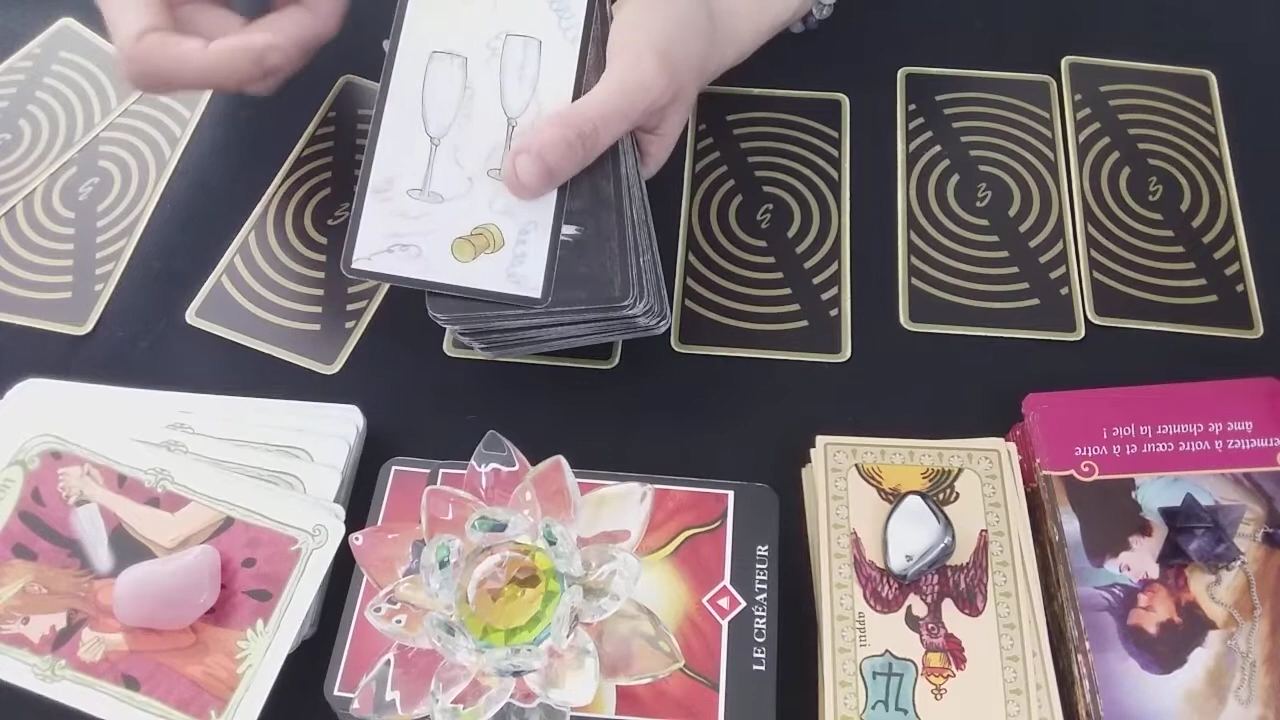 ermettez à votre cœur et à votre
âme de chanter la joie !
LE CRÉATEUR
appui